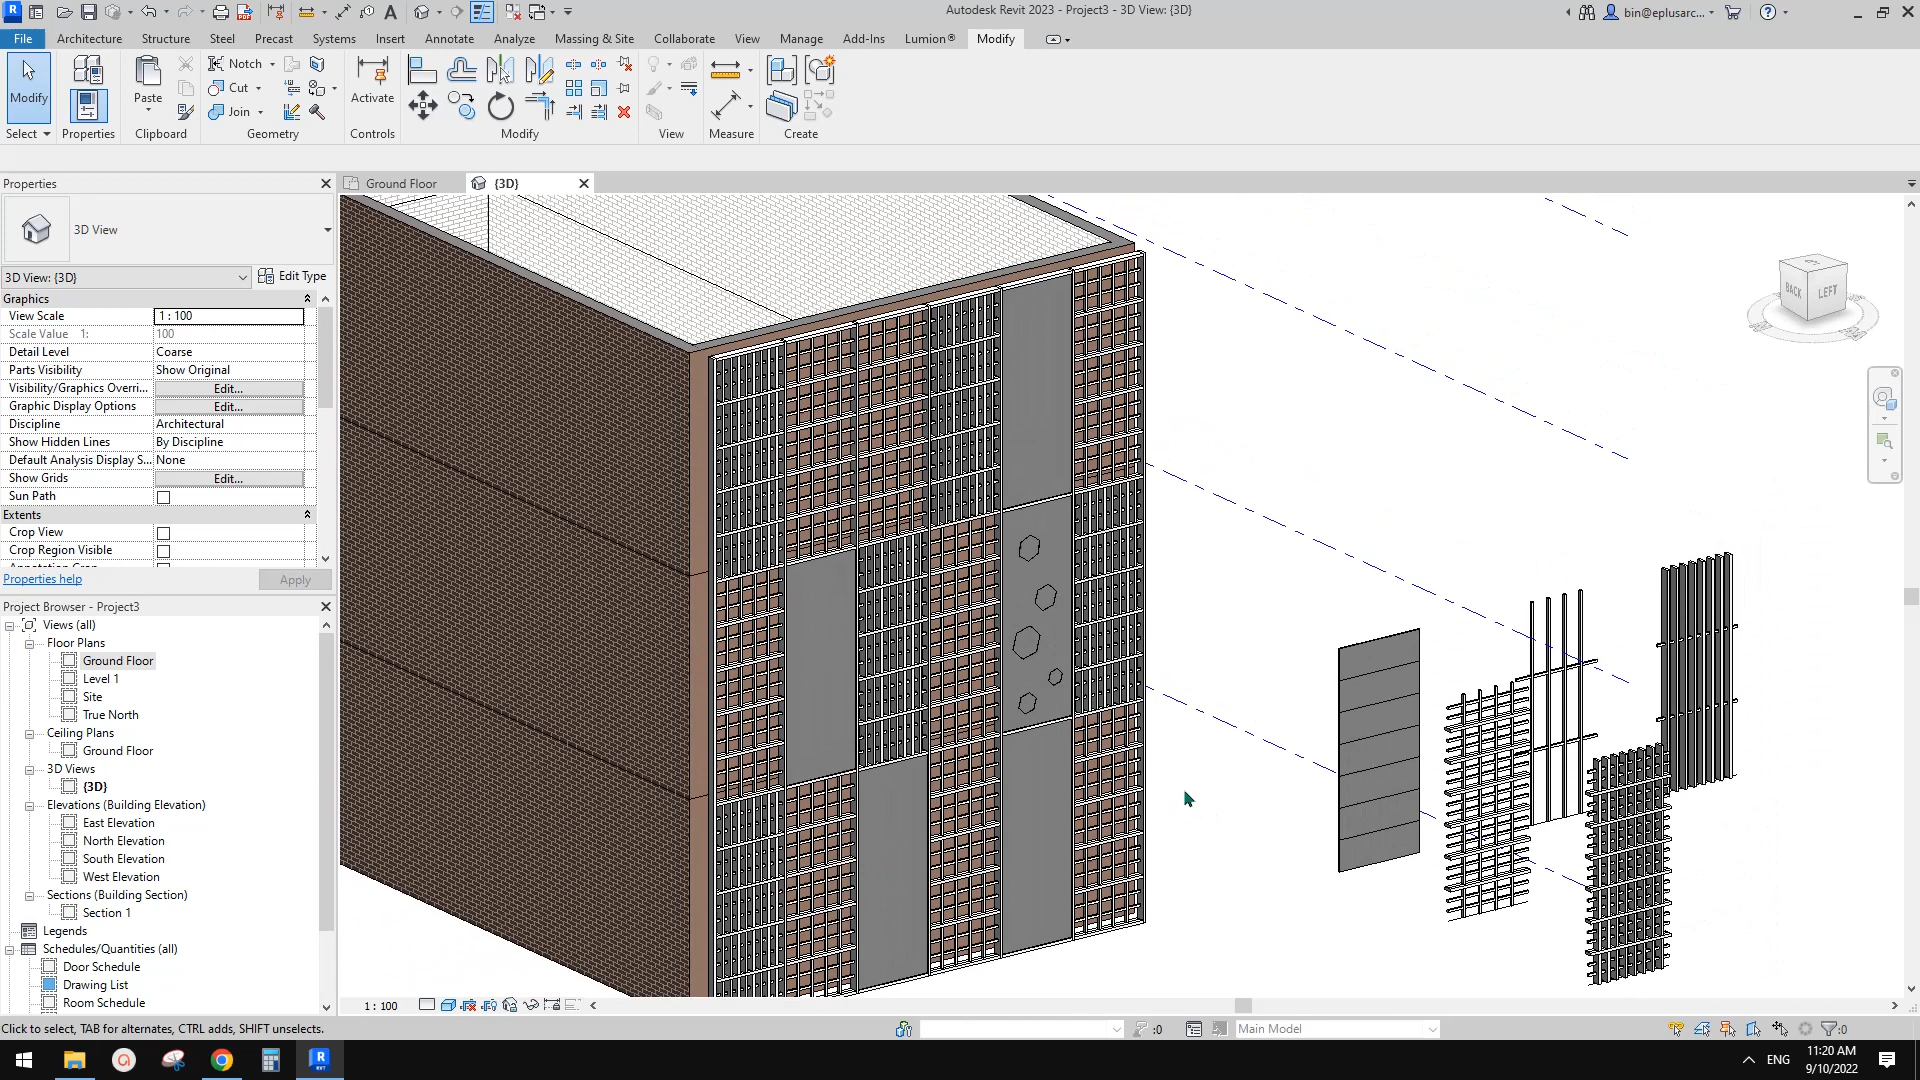 Autodesk Revit 2023 - Project3 - 3D View: {3D}
bin@eplusarc...
File Architecture Structure Steel Precast Systems Insert Annotate Analyze Massing & Site Collaborate View Manage Add-Ins Lumion® Modify
Modify Paste Notch Cut Join Activate
Select Properties Clipboard Geometry Controls Modify View Measure Create
Properties
Ground Floor
{3D}
3D View
3D View: {3D}
Edit Type
Graphics
View Scale 1 : 100
Scale Value 1: 100
Detail Level Coarse
Parts Visibility Show Original
Visibility/Graphics Overri... Edit...
Graphic Display Options Edit...
Discipline Architectural
Show Hidden Lines By Discipline
Default Analysis Display S... None
Show Grids Edit...
Sun Path
Extents
Crop View
Crop Region Visible
Properties help
Apply
BACK LEFT
Project Browser - Project3
Views (all)
Floor Plans
Ground Floor
Level 1
Site
True North
Ceiling Plans
Ground Floor
3D Views
{3D}
Elevations (Building Elevation)
East Elevation
North Elevation
South Elevation
West Elevation
Sections (Building Section)
Section 1
Legends
Schedules/Quantities (all)
Door Schedule
Drawing List
Room Schedule
1 : 100
Click to select, TAB for alternates, CTRL adds, SHIFT unselects.
:0
Main Model
:0
ENG
11:20 AM
9/10/2022